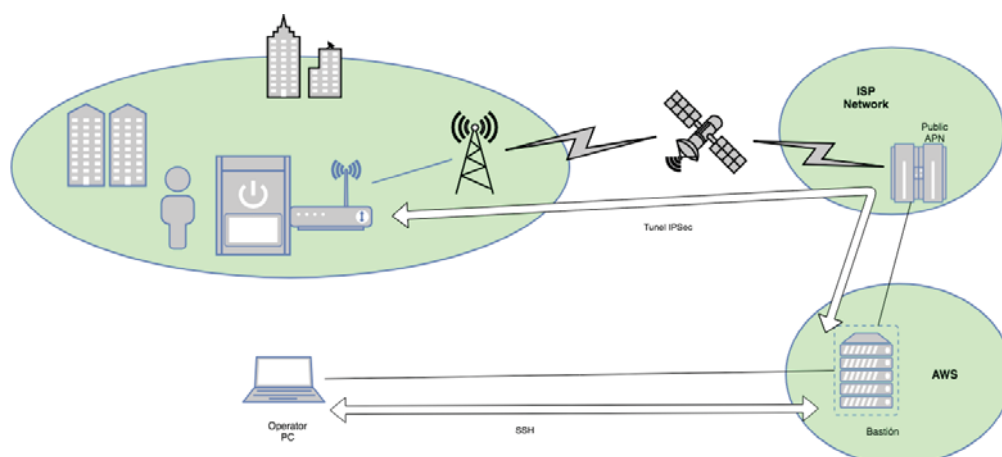 ISP
Network
Public
APN
Tunel IPSec
AWS
Operator
PC
SSH
Bastión